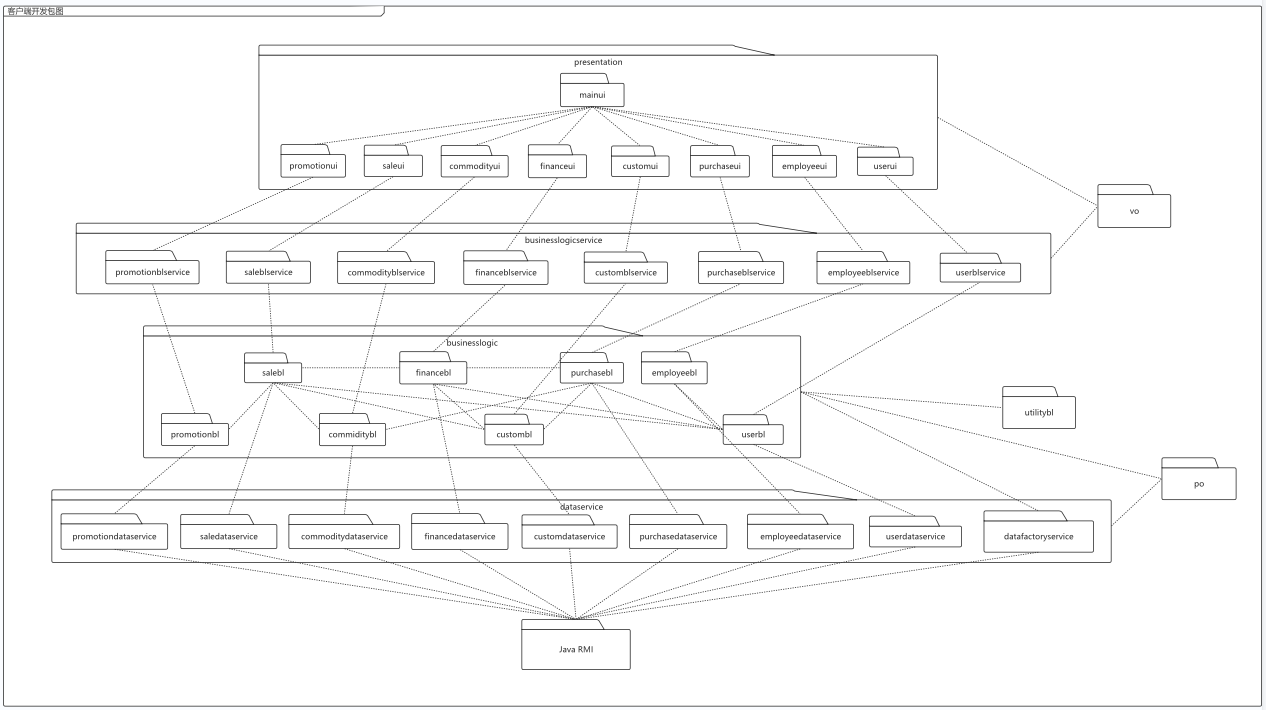 客户端开发包图
presentation
mainui
promotionui
saleui
commodityui
financeui
customui
purchaseui
employeeui
userui
vo
businesslogicservice
promotionblservice
saleblservice
commodityblservice
financeblservice
customblservice
purchaseblservice
employeeblservice
userblservice
businesslogic
salebl
financebl
purchasebl
employeebl
utilitybl
promotionbl
commiditybl
custombl
userbl
po
dataservice
promotiondataservice
saledataservice
commoditydataservice
financedataservice
customdataservice
purchasedataservice
employeedataservice
userdataservice
datafactoryservice
Java RMI